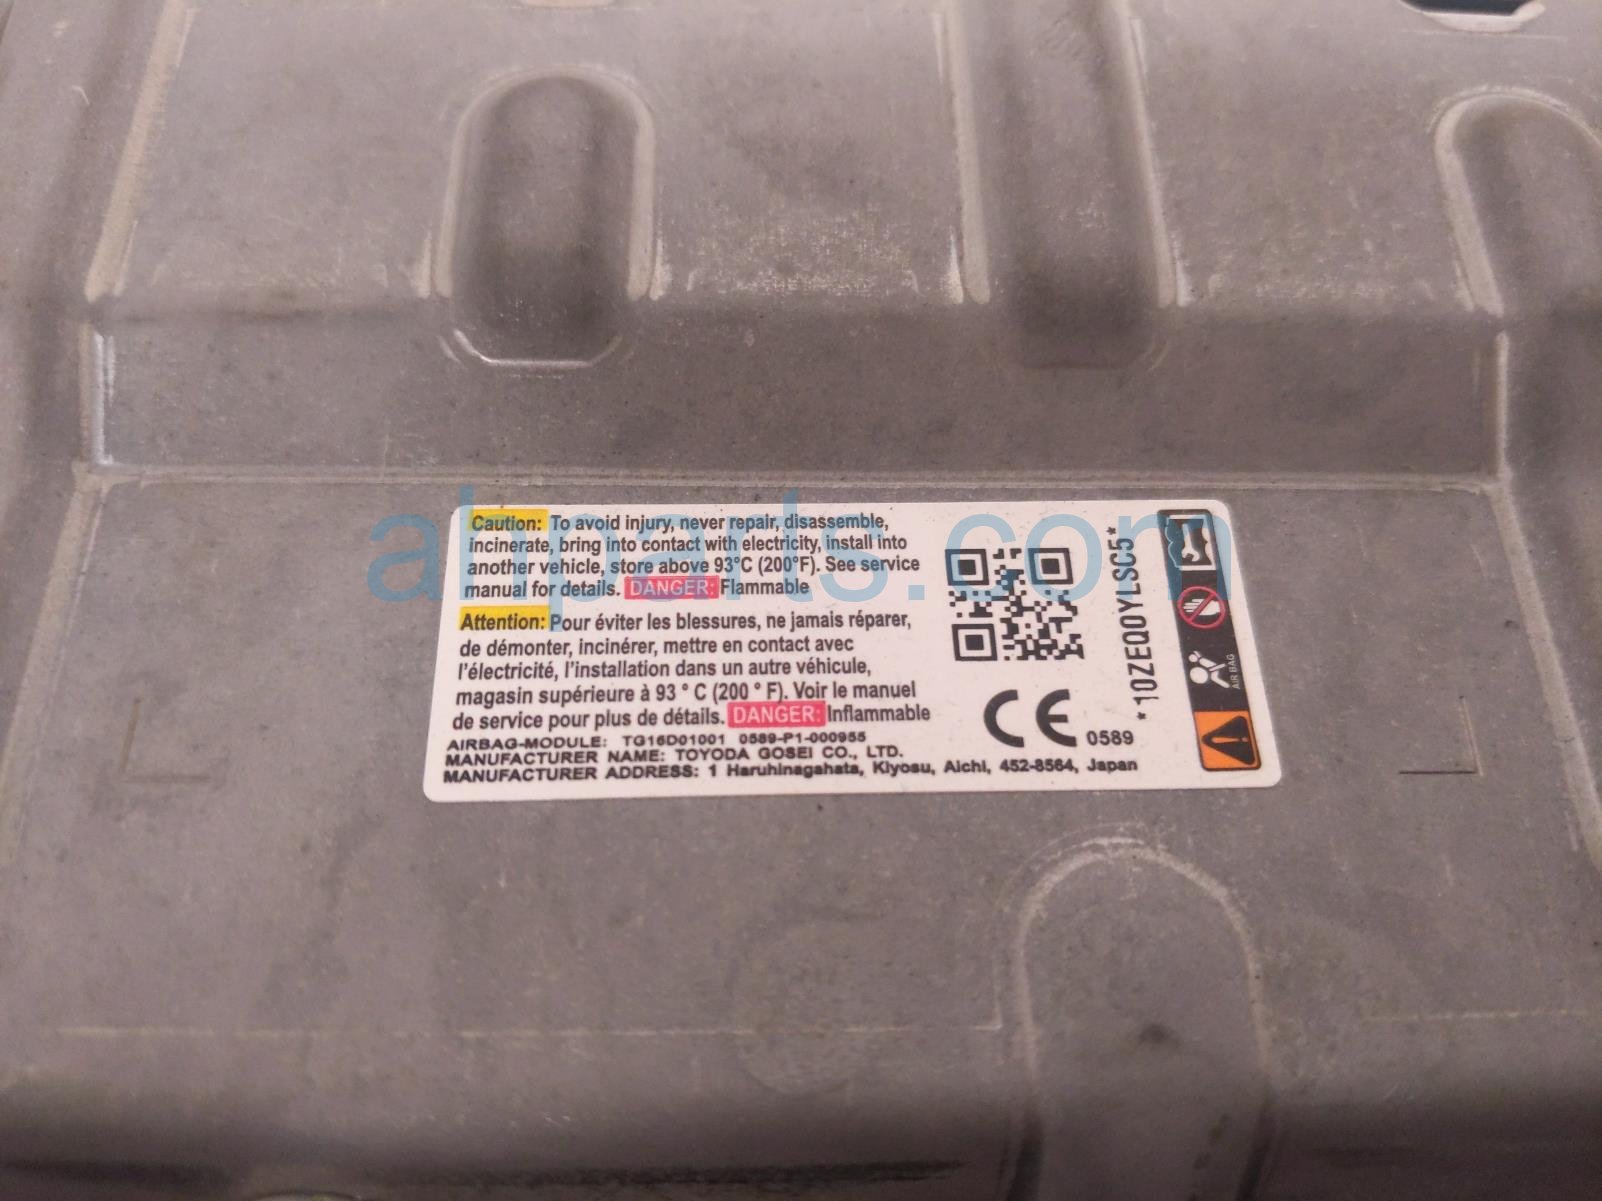 Caution: To avoid injury, never repair, disassemble,
incinerate, bring into contact with electricity, install into
another vehicle, store above 93°C (200°F). See service
manual for details. DANGER: Flammable
Attention: Pour éviter les blessures, ne jamais réparer,
de démonter, incinérer, mettre en contact avec
l'électricité, l'installation dans un autre véhicule,
magasin supérieure à 93 ° C (200 ° F). Voir le manuel
de service pour plus de détails. DANGER: Inflammable
AIRBAG-MODULE: TG16D01001 0589-P1-000955
MANUFACTURER NAME: TOYODA GOSEI CO., LTD.
MANUFACTURER ADDRESS: 1 Haruhinagahata, Kiyosu, Aichi, 452-8564, Japan
CE 0589
*10ZEQ0YLSC5*
AIR BAG
ahparts.com